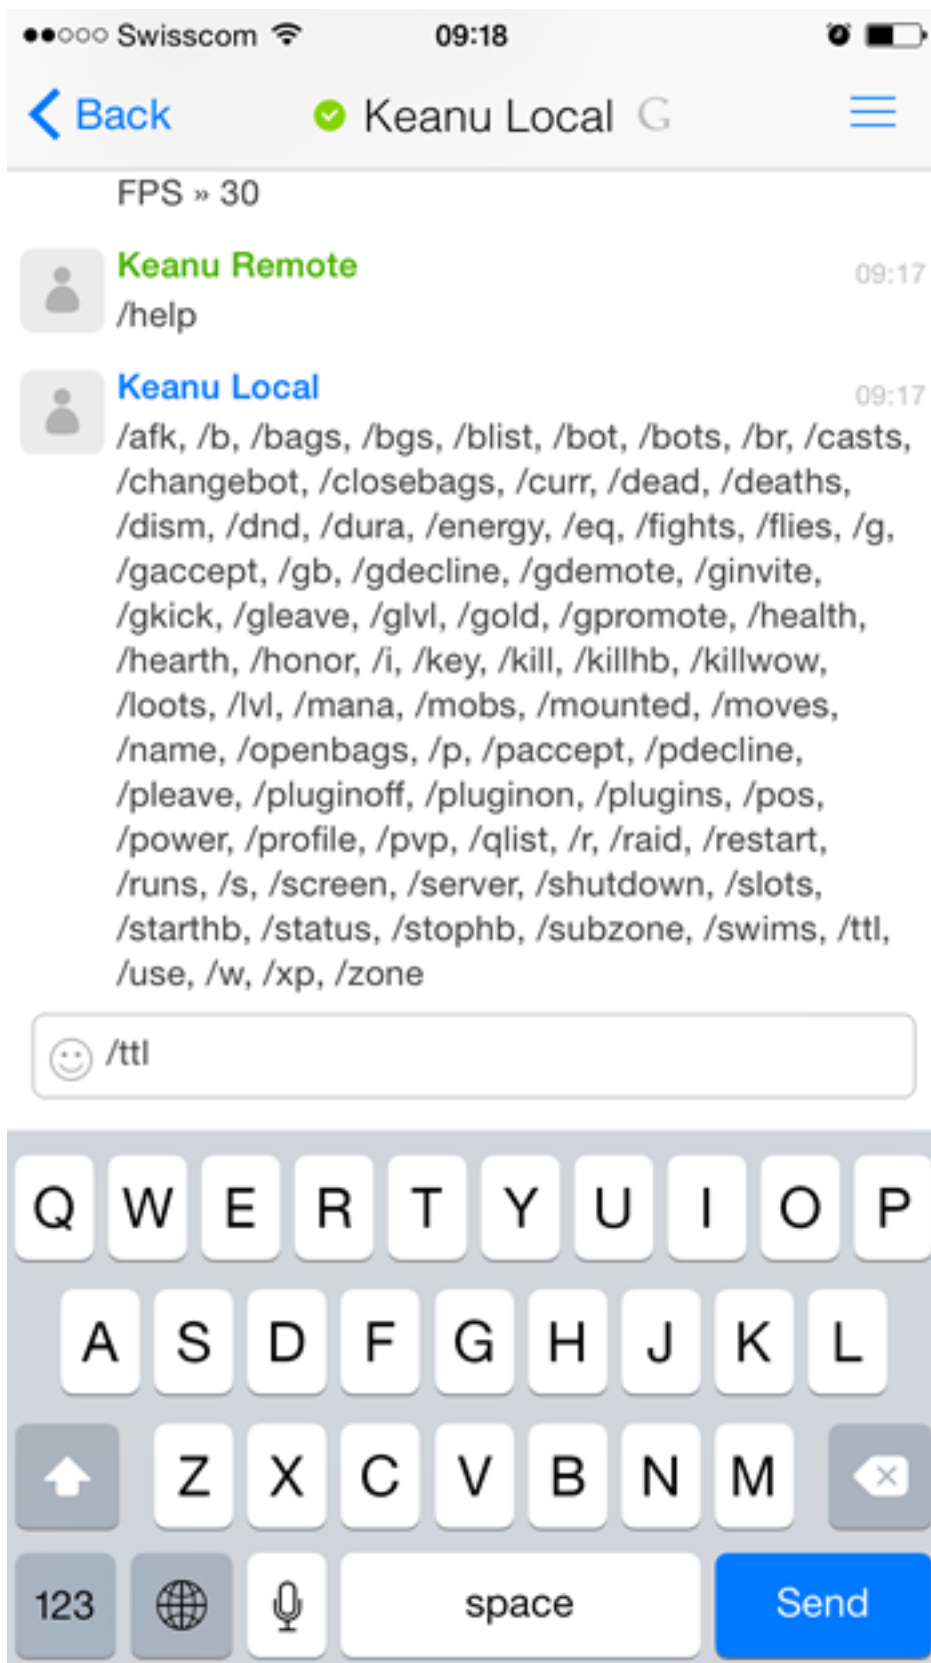 Swisscom 09:18
Back Keanu Local G
FPS » 30
Keanu Remote 09:17
/help
Keanu Local 09:17
/afk, /b, /bags, /bgs, /blist, /bot, /bots, /br, /casts,
/changebot, /closebags, /curr, /dead, /deaths,
/dism, /dnd, /dura, /energy, /eq, /fights, /flies, /g,
/gaccept, /gb, /gdecline, /gdemote, /ginvite,
/gkick, /gleave, /glvl, /gold, /gpromote, /health,
/hearth, /honor, /i, /key, /kill, /killhb, /killwow,
/loots, /lvl, /mana, /mobs, /mounted, /moves,
/name, /openbags, /p, /paccept, /pdecline,
/pleave, /pluginoff, /pluginon, /plugins, /pos,
/power, /profile, /pvp, /qlist, /r, /raid, /restart,
/runs, /s, /screen, /server, /shutdown, /slots,
/starthb, /status, /stophb, /subzone, /swims, /ttl,
/use, /w, /xp, /zone
/ttl
Q W E R T Y U I O P
A S D F G H J K L
Z X C V B N M
123 space Send